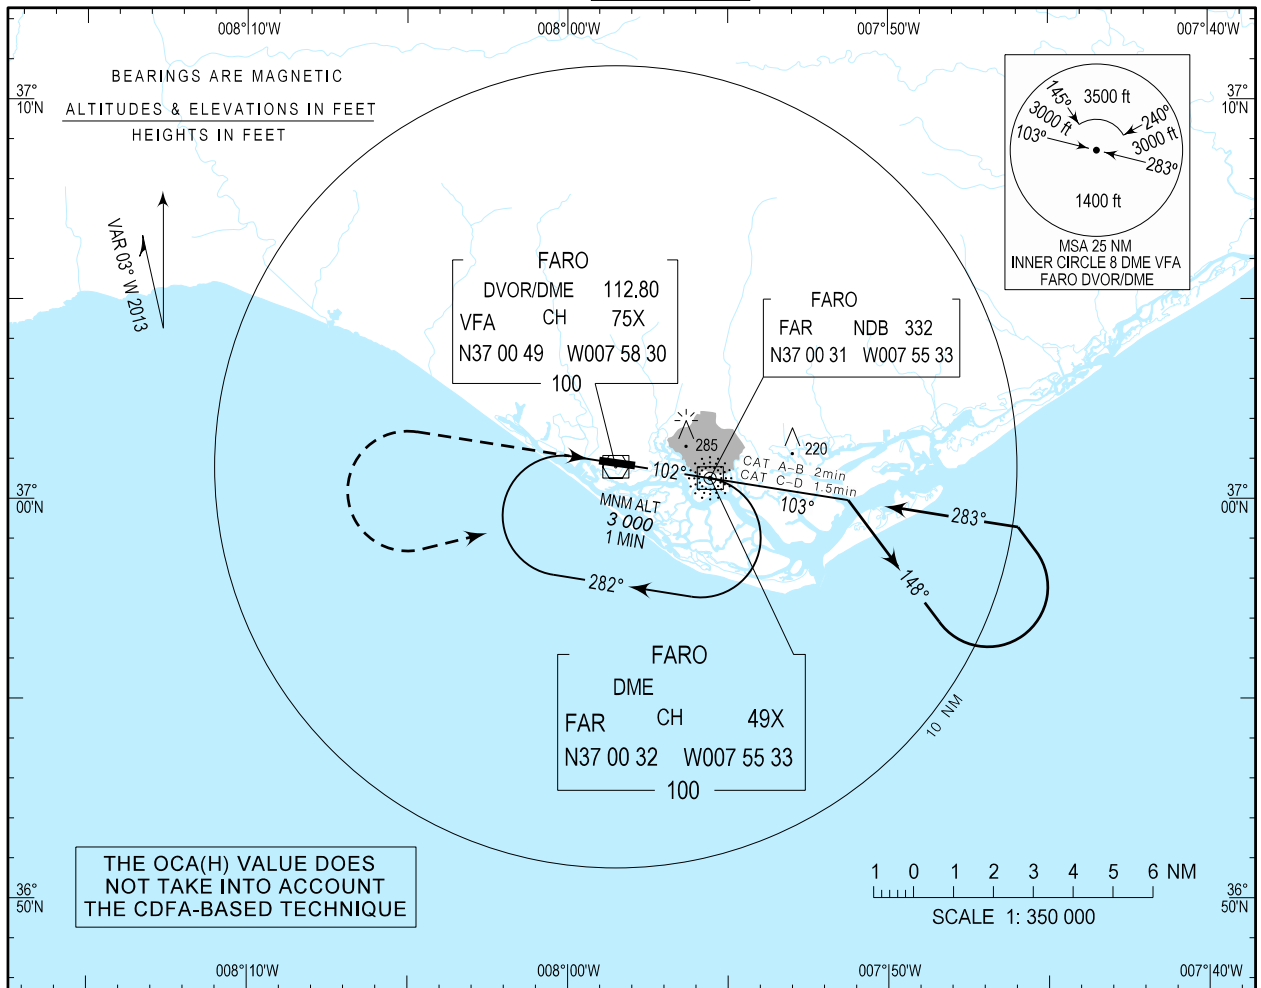 008°10'W
008°00'W
007°50'W
007°40'W
37°
10'N
37°
10'N
BEARINGS ARE MAGNETIC
ALTITUDES & ELEVATIONS IN FEET
HEIGHTS IN FEET
VAR 03° W 2013
145°
3500 ft
240°
3000 ft
3000 ft
103°
283°
1400 ft
MSA 25 NM
INNER CIRCLE 8 DME VFA
FARO DVOR/DME
FARO
DVOR/DME 112.80
VFA CH 75X
N37 00 49 W007 58 30
100
FARO
FAR NDB 332
N37 00 31 W007 55 33
285
220
102°
CAT A-B 2min
CAT C-D 1.5min
103°
MNM ALT
3 000
1 MIN
282°
283°
148°
37°
00'N
37°
00'N
FARO
DME
FAR CH 49X
N37 00 32 W007 55 33
100
10 NM
THE OCA(H) VALUE DOES
NOT TAKE INTO ACCOUNT
THE CDFA-BASED TECHNIQUE
1 0 1 2 3 4 5 6 NM
SCALE 1: 350 000
36°
50'N
36°
50'N
008°10'W
008°00'W
007°50'W
007°40'W